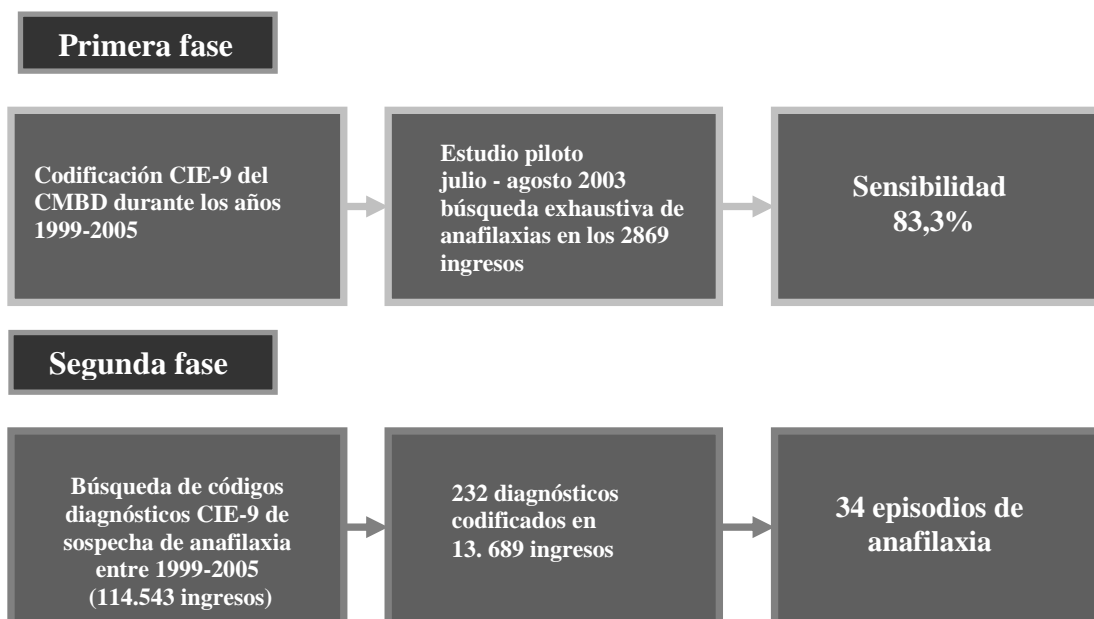 Primera fase
Codificación CIE-9 del
CMBD durante los años
1999-2005
Estudio piloto
julio - agosto 2003
búsqueda exhaustiva de
anafilaxias en los 2869
ingresos
Sensibilidad
83,3%
Segunda fase
Búsqueda de códigos
diagnósticos CIE-9 de
sospecha de anafilaxia
entre 1999-2005
(114.543 ingresos)
232 diagnósticos
codificados en
13. 689 ingresos
34 episodios de
anafilaxia